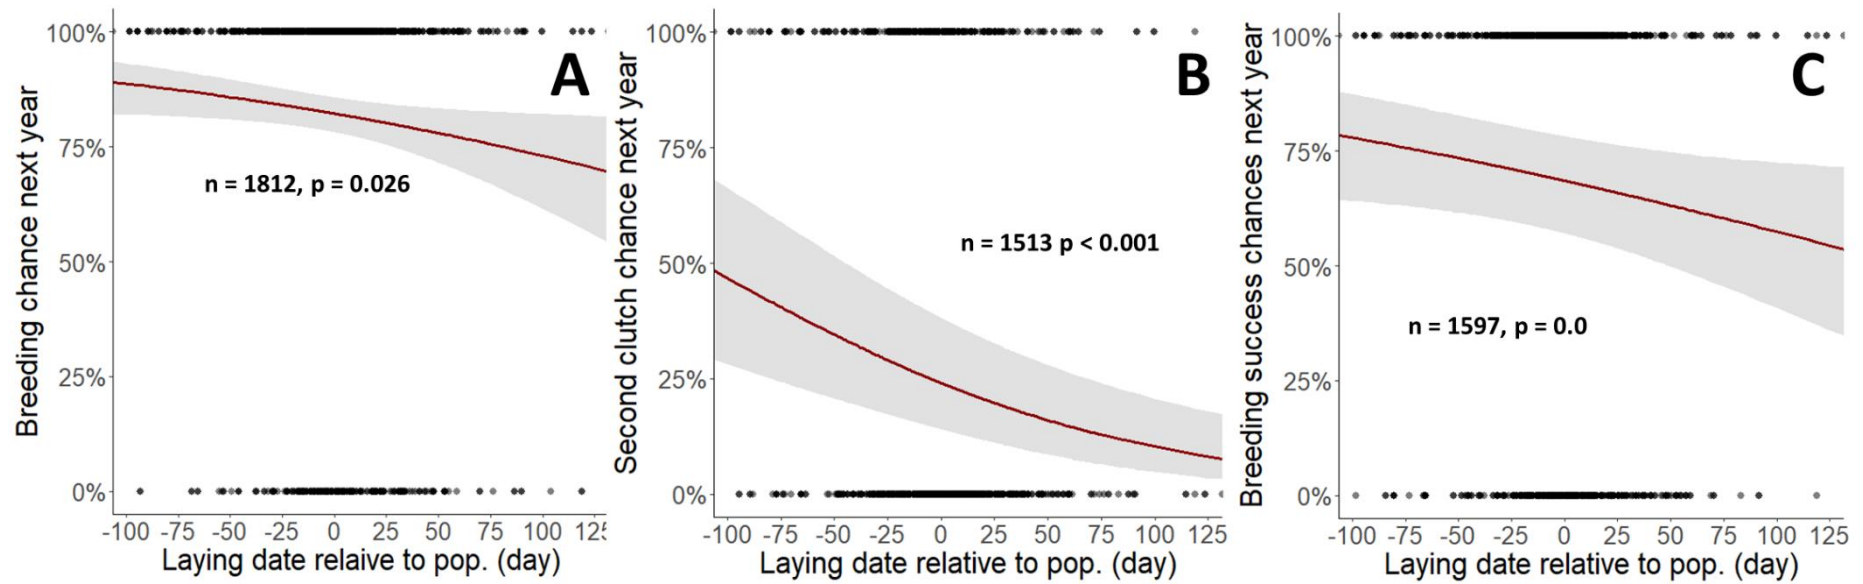 Breeding chance next year
100%
75%
50%
25%
0%
A
n = 1812, p = 0.026
-100 -75 -50 -25 0 25 50 75 100 125
Laying date relaive to pop. (day)
Second clutch chance next year
100%
75%
50%
25%
0%
B
n = 1513 p < 0.001
-100 -75 -50 -25 0 25 50 75 100 125
Laying date relative to pop. (day)
Breeding success chances next year
100%
75%
50%
25%
0%
C
n = 1597, p = 0.0
-100 -75 -50 -25 0 25 50 75 100 125
Laying date relative to pop. (day)